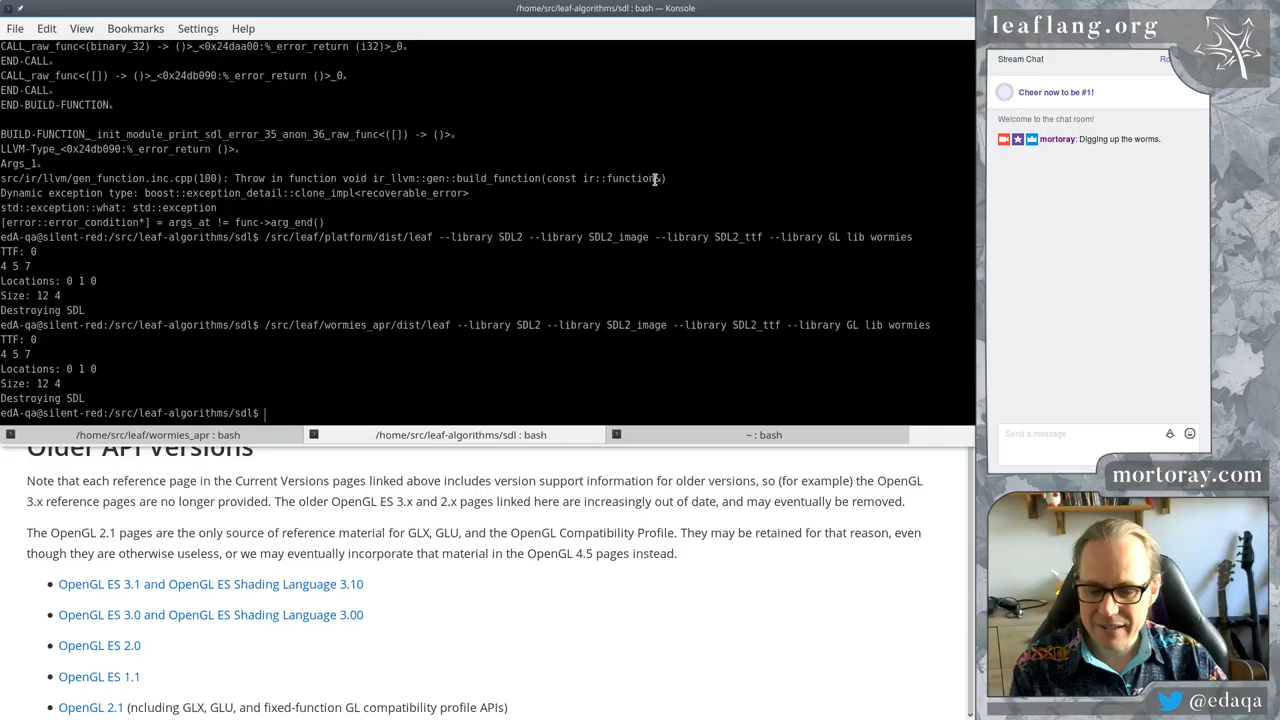 /home/src/leaf-algorithms/sdl : bash — Konsole
File Edit View Bookmarks Settings Help
CALL_raw_func<(binary_32) -> ()>_<0x24daa00:%_error_return (i32)>_0.
END-CALL.
CALL_raw_func<([]) -> ()>_<0x24db090:%_error_return ()>_0.
END-CALL.
END-BUILD-FUNCTION.
BUILD-FUNCTION__init_module_print_sdl_error_35_anon_36_raw_func<([]) -> ()>.
LLVM-Type_<0x24db090:%_error_return ()>.
Args_1.
src/ir/llvm/gen_function.inc.cpp(100): Throw in function void ir_llvm::gen::build_function(const ir::function&)
Dynamic exception type: boost::exception_detail::clone_impl<recoverable_error>
std::exception::what: std::exception
[error::error_condition*] = args_at != func->arg_end()
edA-qa@silent-red:/src/leaf-algorithms/sdl$ /src/leaf/platform/dist/leaf --library SDL2 --library SDL2_image --library SDL2_ttf --library GL lib wormies
TTF: 0
4 5 7
Locations: 0 1 0
Size: 12 4
Destroying SDL
edA-qa@silent-red:/src/leaf-algorithms/sdl$ /src/leaf/wormies_apr/dist/leaf --library SDL2 --library SDL2_image --library SDL2_ttf --library GL lib wormies
TTF: 0
4 5 7
Locations: 0 1 0
Size: 12 4
Destroying SDL
edA-qa@silent-red:/src/leaf-algorithms/sdl$
/home/src/leaf/wormies_apr : bash
/home/src/leaf-algorithms/sdl : bash
~ : bash
Older API Versions
Note that each reference page in the Current Versions pages linked above includes version support information for older versions, so (for example) the OpenGL
3.x reference pages are no longer provided. The older OpenGL ES 3.x and 2.x pages linked here are increasingly out of date, and may eventually be removed.
The OpenGL 2.1 pages are the only source of reference material for GLX, GLU, and the OpenGL Compatibility Profile. They may be retained for that reason, even
though they are otherwise useless, or we may eventually incorporate that material in the OpenGL 4.5 pages instead.
OpenGL ES 3.1 and OpenGL ES Shading Language 3.10
OpenGL ES 3.0 and OpenGL ES Shading Language 3.00
OpenGL ES 2.0
OpenGL ES 1.1
OpenGL 2.1 (ncluding GLX, GLU, and fixed-function GL compatibility profile APIs)
leaflang.org
Stream Chat
Cheer now to be #1!
Welcome to the chat room!
mortoray: Digging up the worms.
Send a message
mortoray.com
@edaqa